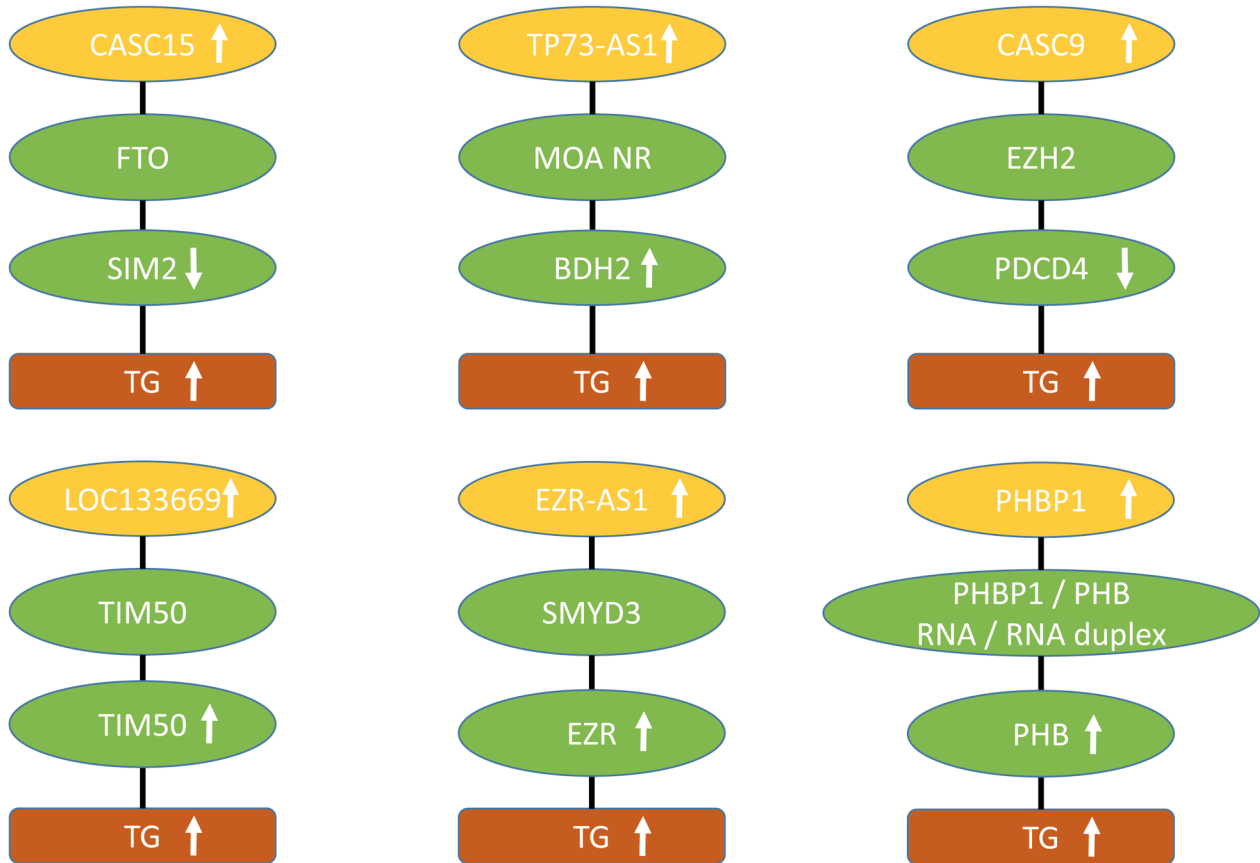 CASC15
TP73-AS1
CASC9
FTO
MOA NR
EZH2
SIM2
BDH2
PDCD4
TG
TG
TG
LOC133669
EZR-AS1
PHBP1
TIM50
SMYD3
PHBP1 / PHB
RNA / RNA duplex
TIM50
EZR
PHB
TG
TG
TG